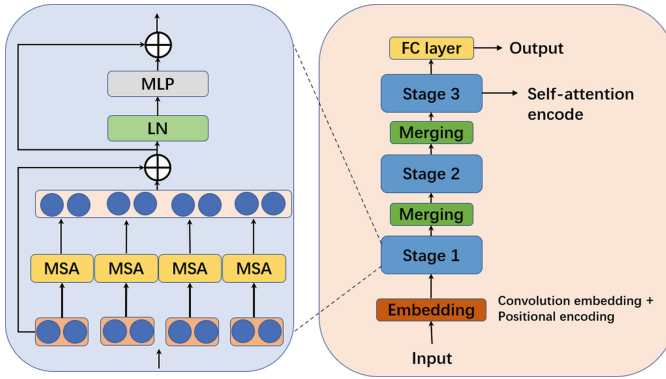 MLP
LN
MSA MSA MSA MSA
FC layer
Output
Stage 3
Self-attention
encode
Merging
Stage 2
Merging
Stage 1
Embedding
Convolution embedding +
Positional encoding
Input